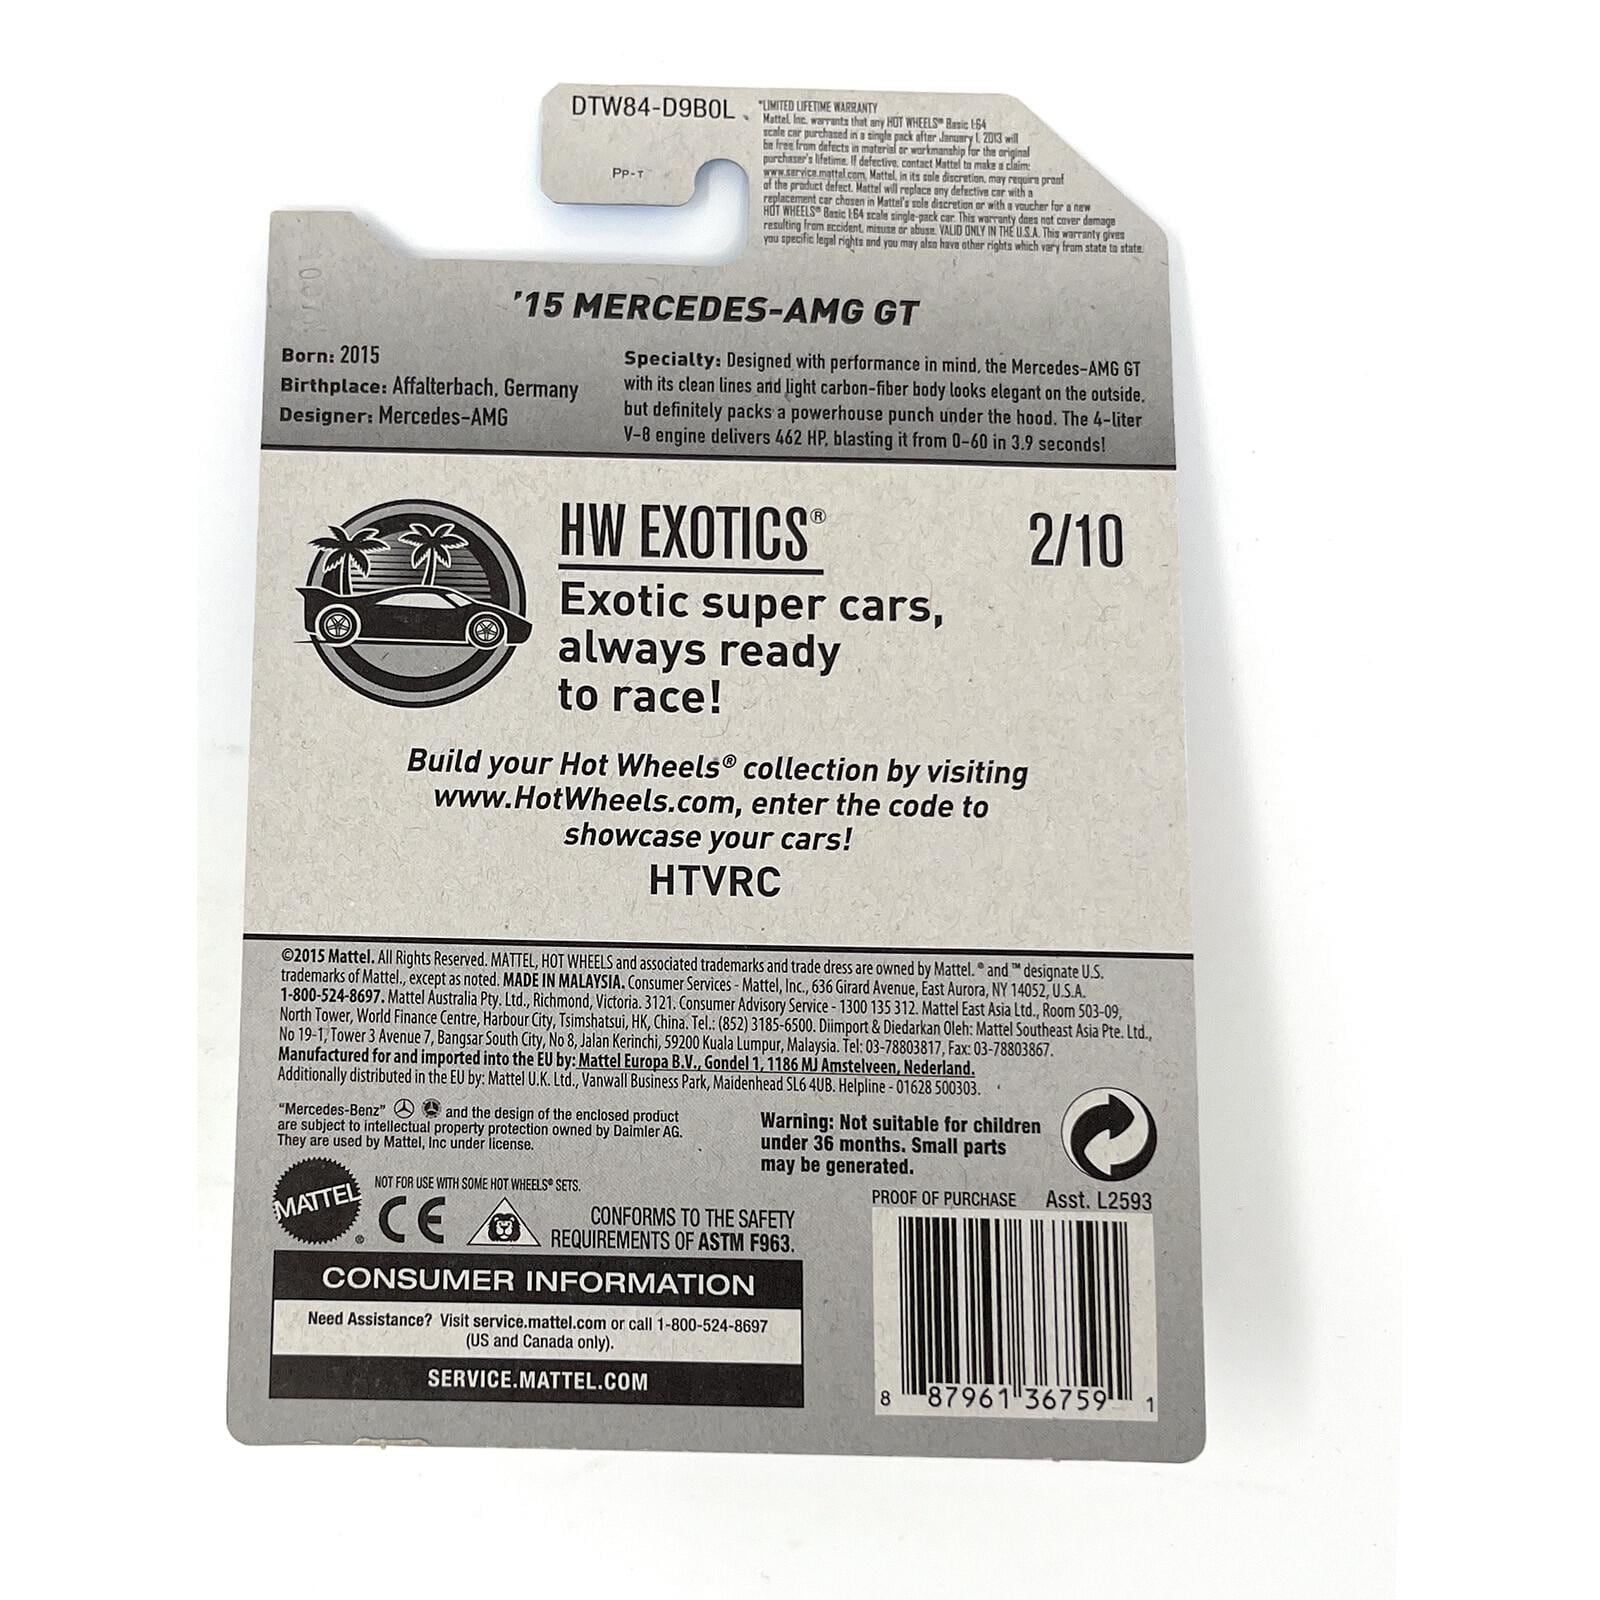 DTW84-D9B0L
Pp-T
*LIMITED LIFETIME WARRANTY
Mattel, Inc. warrants that any HOT WHEELS® Basic 1:64
scale car purchased in a single pack after January 1, 2013 will
be free from defects in material or workmanship for the original
purchaser's lifetime. If defective, contact Mattel to make a claim:
www.service.mattel.com. Mattel, in its sole discretion, may require proof
of the product defect. Mattel will replace any defective car with a
replacement car chosen in Mattel's sole discretion or with a voucher for a new
HOT WHEELS® Basic 1:64 scale single-pack car. This warranty does not cover damage
resulting from accident, misuse or abuse. VALID ONLY IN THE U.S.A. This warranty gives
you specific legal rights and you may also have other rights which vary from state to state.
'15 MERCEDES-AMG GT
Born: 2015
Birthplace: Affalterbach, Germany
Designer: Mercedes-AMG
Specialty: Designed with performance in mind, the Mercedes-AMG GT
with its clean lines and light carbon-fiber body looks elegant on the outside,
but definitely packs a powerhouse punch under the hood. The 4-liter
V-8 engine delivers 462 HP, blasting it from 0-60 in 3.9 seconds!
HW EXOTICS®
2/10
Exotic super cars,
always ready
to race!
Build your Hot Wheels® collection by visiting
www.HotWheels.com, enter the code to
showcase your cars!
HTVRC
©2015 Mattel. All Rights Reserved. MATTEL, HOT WHEELS and associated trademarks and trade dress are owned by Mattel. ® and ™ designate U.S.
trademarks of Mattel., except as noted. MADE IN MALAYSIA. Consumer Services - Mattel, Inc., 636 Girard Avenue, East Aurora, NY 14052, U.S.A.
1-800-524-8697. Mattel Australia Pty. Ltd., Richmond, Victoria. 3121. Consumer Advisory Service - 1300 135 312. Mattel East Asia Ltd., Room 503-09,
North Tower, World Finance Centre, Harbour City, Tsimshatsui, HK, China. Tel.: (852) 3185-6500. Diimport & Diedarkan Oleh: Mattel Southeast Asia Pte. Ltd.,
No 19-1, Tower 3 Avenue 7, Bangsar South City, No 8, Jalan Kerinchi, 59200 Kuala Lumpur, Malaysia. Tel: 03-78803817, Fax: 03-78803867.
Manufactured for and imported into the EU by: Mattel Europa B.V., Gondel 1, 1186 MJ Amstelveen, Nederland.
Additionally distributed in the EU by: Mattel U.K. Ltd., Vanwall Business Park, Maidenhead SL6 4UB. Helpline - 01628 500303.
"Mercedes-Benz" and the design of the enclosed product
are subject to intellectual property protection owned by Daimler AG.
They are used by Mattel, Inc under license.
Warning: Not suitable for children
under 36 months. Small parts
may be generated.
MATTEL®
NOT FOR USE WITH SOME HOT WHEELS® SETS.
CE
CONFORMS TO THE SAFETY
REQUIREMENTS OF ASTM F963.
PROOF OF PURCHASE Asst. L2593
CONSUMER INFORMATION
Need Assistance? Visit service.mattel.com or call 1-800-524-8697
(US and Canada only).
SERVICE.MATTEL.COM
8 87961 36759 1